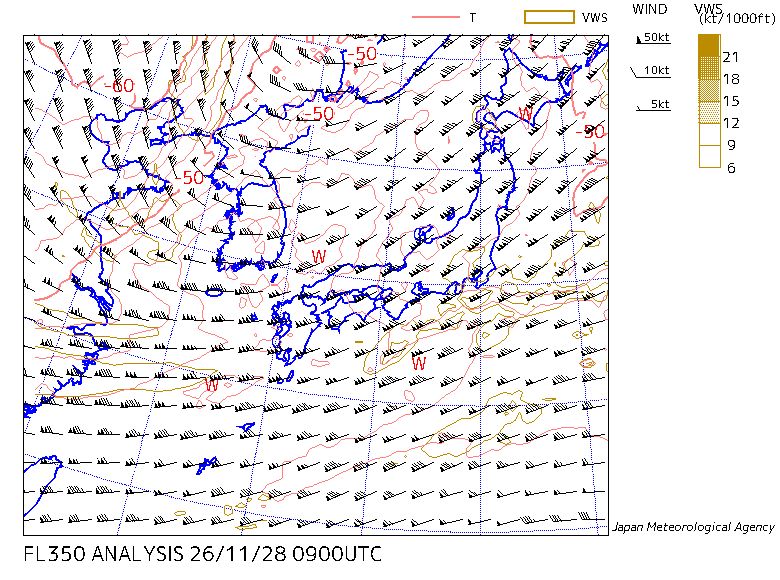 T VWS
WIND VWS
(kt/1000ft)
50kt
10kt
5kt
21
18
15
12
9
6
-50
-60
-50
W
-50
-50
W
W
W
Japan Meteorological Agency
FL350 ANALYSIS 26/11/28 0900UTC